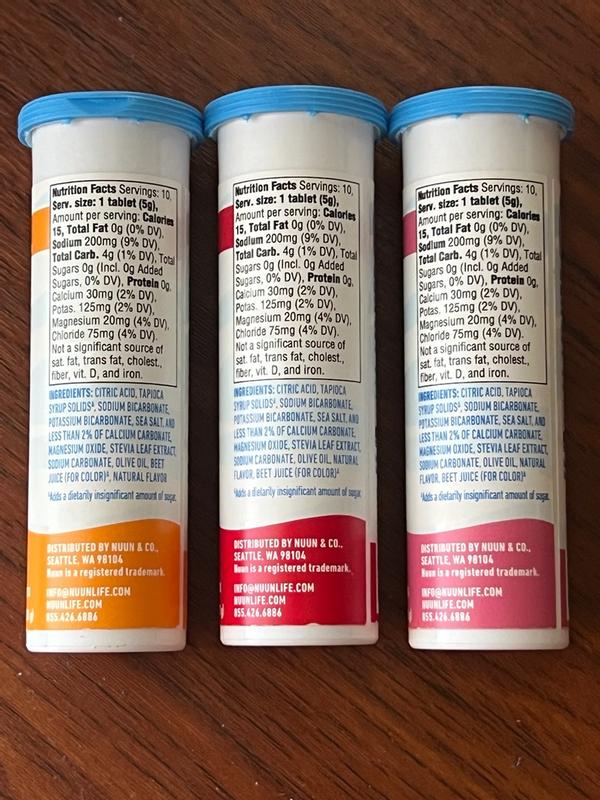 Nutrition Facts Servings: 10,
Serv. size: 1 tablet (5g),
Amount per serving: Calories
15, Total Fat 0g (0% DV),
Sodium 200mg (9% DV),
Total Carb. 4g (1% DV), Total
Sugars 0g (Incl. 0g Added
Sugars, 0% DV), Protein 0g,
Calcium 30mg (2% DV),
Potas. 125mg (2% DV),
Magnesium 20mg (4% DV),
Chloride 75mg (4% DV).
Not a significant source of
sat. fat, trans fat, cholest.,
fiber, vit. D, and iron.
INGREDIENTS: CITRIC ACID, TAPIOCA
SYRUP SOLIDS^, SODIUM BICARBONATE,
POTASSIUM BICARBONATE, SEA SALT, AND
LESS THAN 2% OF CALCIUM CARBONATE,
MAGNESIUM OXIDE, STEVIA LEAF EXTRACT,
SODIUM CARBONATE, OLIVE OIL, BEET
JUICE (FOR COLOR)^, NATURAL FLAVOR
^Adds a dietarily insignificant amount of sugar.
DISTRIBUTED BY NUUN & CO.,
SEATTLE, WA 98104
Nuun is a registered trademark.
INFO@NUUNLIFE.COM
NUUNLIFE.COM
855.426.6886
Nutrition Facts Servings: 10,
Serv. size: 1 tablet (5g),
Amount per serving: Calories
15, Total Fat 0g (0% DV),
Sodium 200mg (9% DV),
Total Carb. 4g (1% DV), Total
Sugars 0g (Incl. 0g Added
Sugars, 0% DV), Protein 0g,
Calcium 30mg (2% DV),
Potas. 125mg (2% DV),
Magnesium 20mg (4% DV),
Chloride 75mg (4% DV).
Not a significant source of
sat. fat, trans fat, cholest.,
fiber, vit. D, and iron.
INGREDIENTS: CITRIC ACID, TAPIOCA
SYRUP SOLIDS^, SODIUM BICARBONATE,
POTASSIUM BICARBONATE, SEA SALT, AND
LESS THAN 2% OF CALCIUM CARBONATE,
MAGNESIUM OXIDE, STEVIA LEAF EXTRACT,
SODIUM CARBONATE, OLIVE OIL, NATURAL
FLAVOR, BEET JUICE (FOR COLOR)^
^Adds a dietarily insignificant amount of sugar.
DISTRIBUTED BY NUUN & CO.,
SEATTLE, WA 98104
Nuun is a registered trademark.
INFO@NUUNLIFE.COM
NUUNLIFE.COM
855.426.6886
Nutrition Facts Servings: 10,
Serv. size: 1 tablet (5g),
Amount per serving: Calories
15, Total Fat 0g (0% DV),
Sodium 200mg (9% DV),
Total Carb. 4g (1% DV), Total
Sugars 0g (Incl. 0g Added
Sugars, 0% DV), Protein 0g,
Calcium 30mg (2% DV),
Potas. 125mg (2% DV),
Magnesium 20mg (4% DV),
Chloride 75mg (4% DV).
Not a significant source of
sat. fat, trans fat, cholest.,
fiber, vit. D, and iron.
INGREDIENTS: CITRIC ACID, TAPIOCA
SYRUP SOLIDS^, SODIUM BICARBONATE,
POTASSIUM BICARBONATE, SEA SALT, AND
LESS THAN 2% OF CALCIUM CARBONATE,
MAGNESIUM OXIDE, STEVIA LEAF EXTRACT,
SODIUM CARBONATE, OLIVE OIL, NATURAL
FLAVOR, BEET JUICE (FOR COLOR)^
^Adds a dietarily insignificant amount of sugar.
DISTRIBUTED BY NUUN & CO.,
SEATTLE, WA 98104
Nuun is a registered trademark.
INFO@NUUNLIFE.COM
NUUNLIFE.COM
855.426.6886